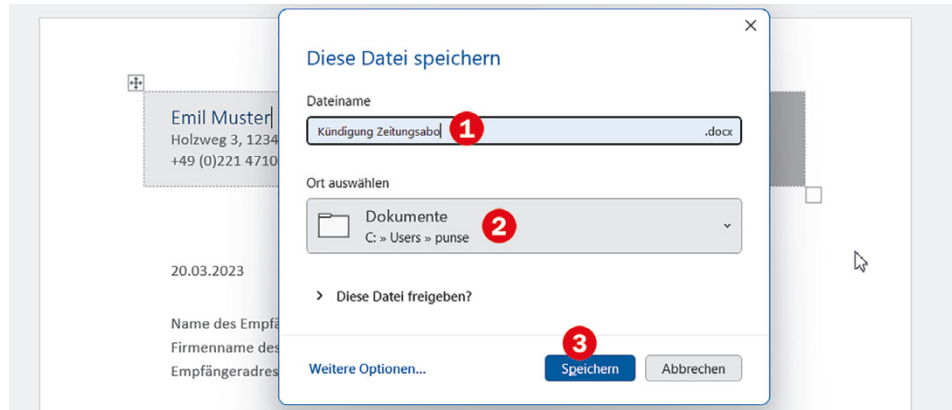 Diese Datei speichern
Dateiname
Kündigung Zeitungsabo 1 .docx
Ort auswählen
Dokumente 2
C: » Users » punse
Diese Datei freigeben?
3
Weitere Optionen... Speichern Abbrechen
Emil Muster
Holzweg 3, 1234
+49 (0)221 4710
20.03.2023
Name des Empf
Firmenname des
Empfängeradres